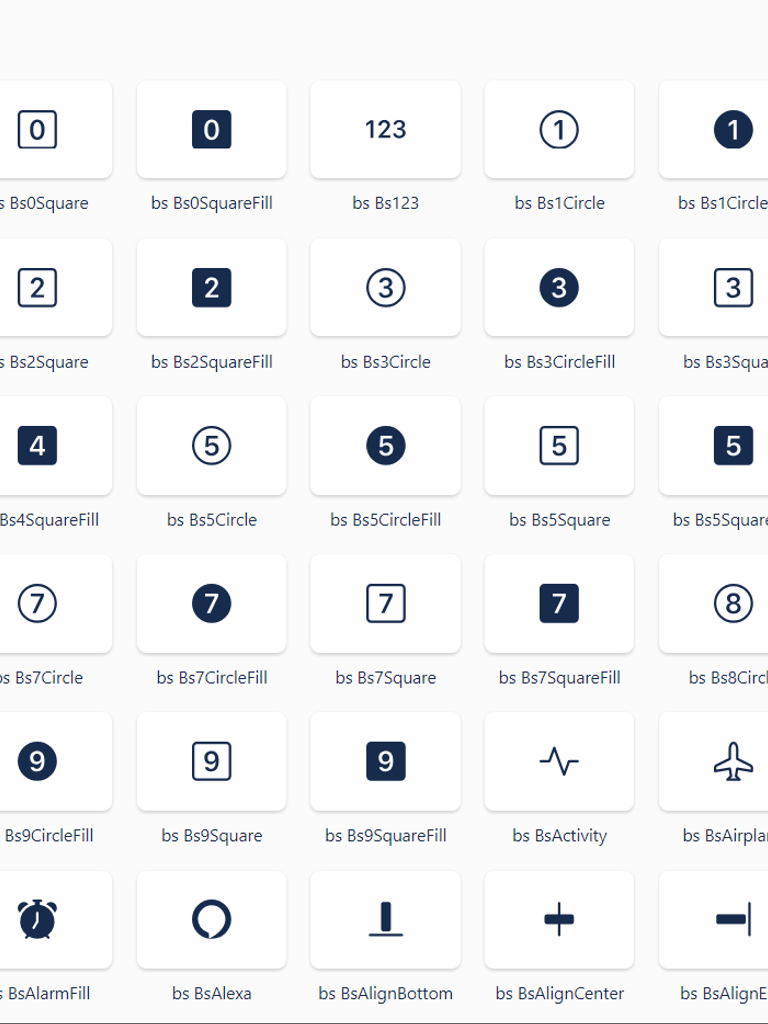 0 0 123 1 1
s Bs0Square bs Bs0SquareFill bs Bs123 bs Bs1Circle bs Bs1Circle
2 2 3 3 3
s Bs2Square bs Bs2SquareFill bs Bs3Circle bs Bs3CircleFill bs Bs3Squa
4 5 5 5 5
Bs4SquareFill bs Bs5Circle bs Bs5CircleFill bs Bs5Square bs Bs5Square
7 7 7 7 8
bs Bs7Circle bs Bs7CircleFill bs Bs7Square bs Bs7SquareFill bs Bs8Circl
9 9 9
Bs9CircleFill bs Bs9Square bs Bs9SquareFill bs BsActivity bs BsAirplan
s BsAlarmFill bs BsAlexa bs BsAlignBottom bs BsAlignCenter bs BsAlignE